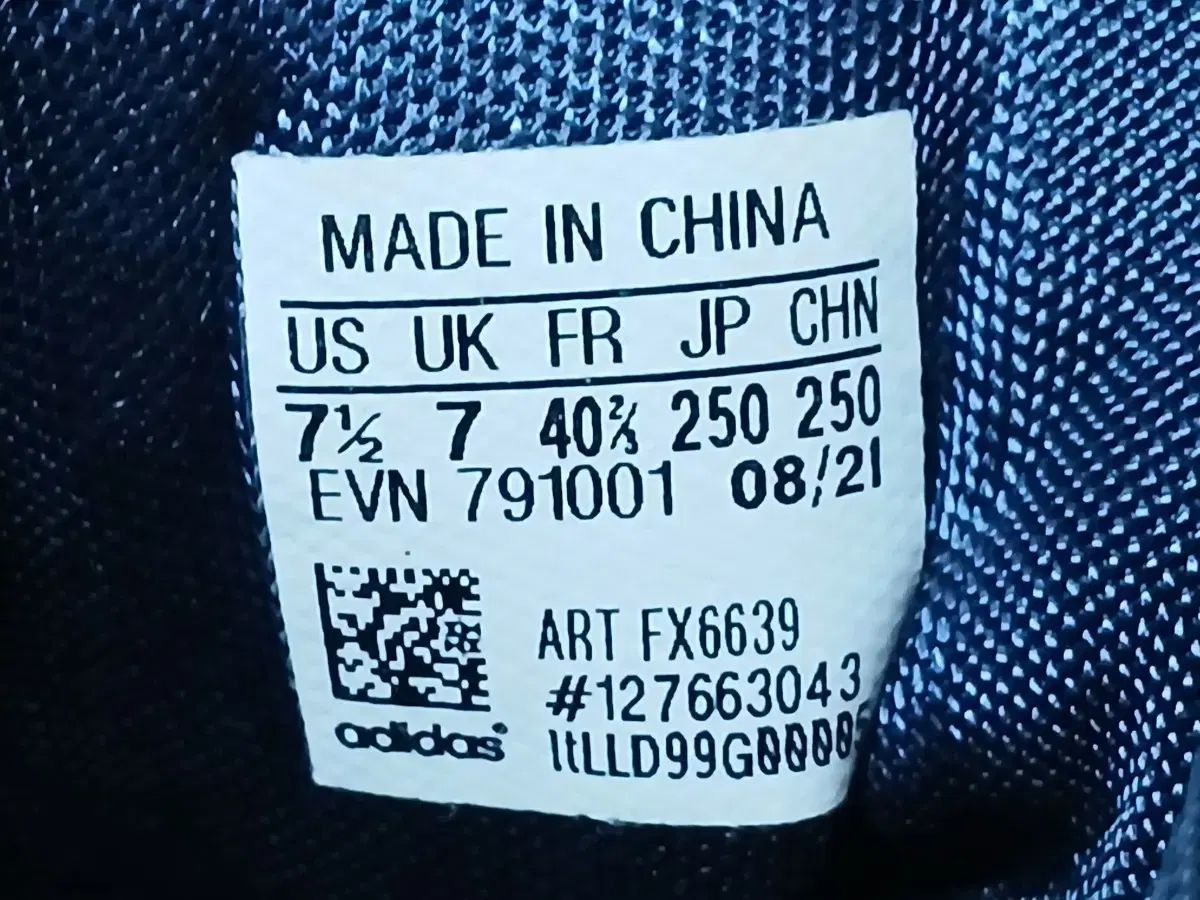 MADE IN CHINA
US UK FR JP CHN
7½ 7 40⅔ 250 250
EVN 791001 08/21
ART FX6639
#127663043
adidas